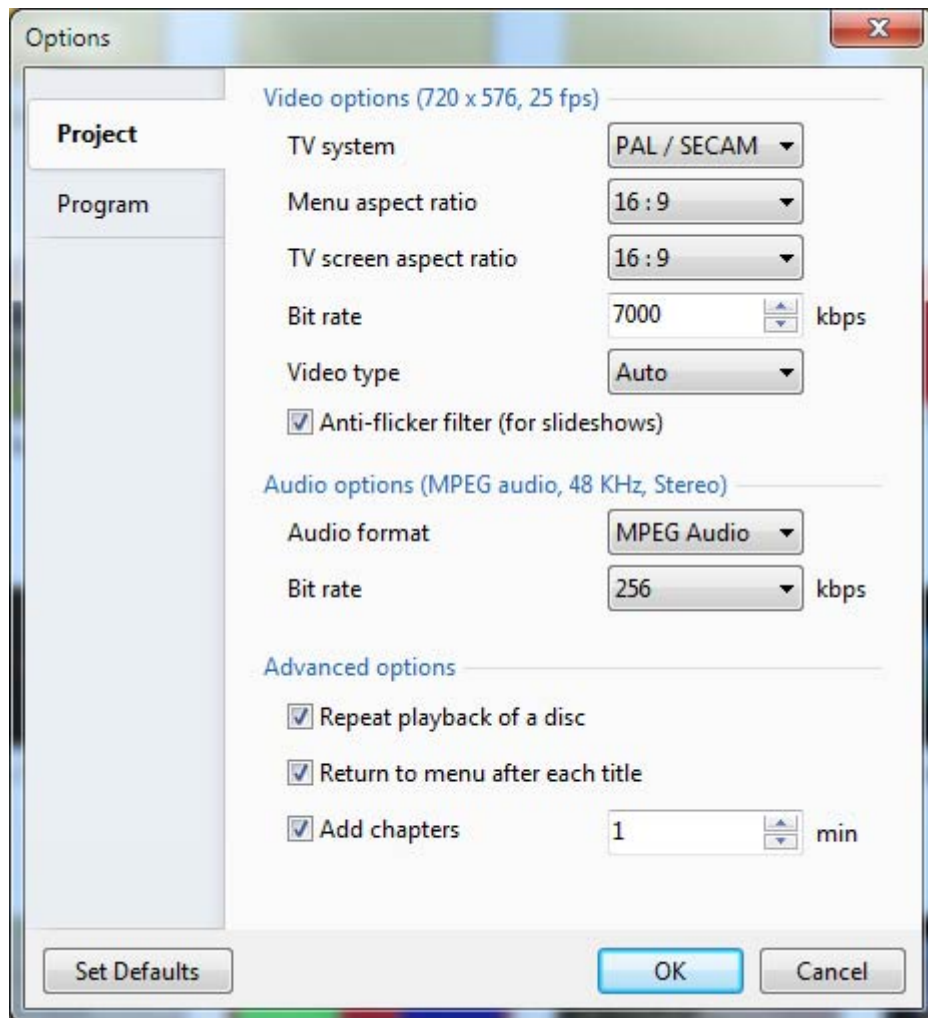 Options
Project
Program
Video options (720 x 576, 25 fps)
TV system PAL / SECAM
Menu aspect ratio 16 : 9
TV screen aspect ratio 16 : 9
Bit rate 7000 kbps
Video type Auto
Anti-flicker filter (for slideshows)
Audio options (MPEG audio, 48 KHz, Stereo)
Audio format MPEG Audio
Bit rate 256 kbps
Advanced options
Repeat playback of a disc
Return to menu after each title
Add chapters 1 min
Set Defaults OK Cancel